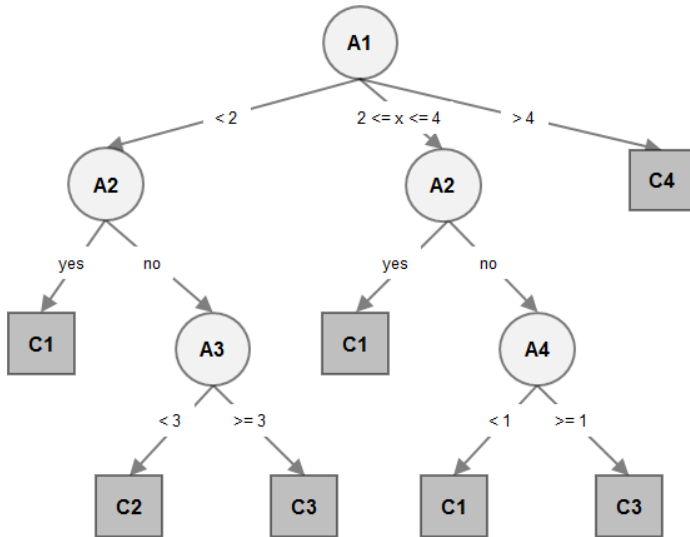 A1
< 2
2 <= x <= 4
> 4
A2
A2
C4
yes
no
yes
no
C1
A3
C1
A4
< 3
>= 3
< 1
>= 1
C2
C3
C1
C3